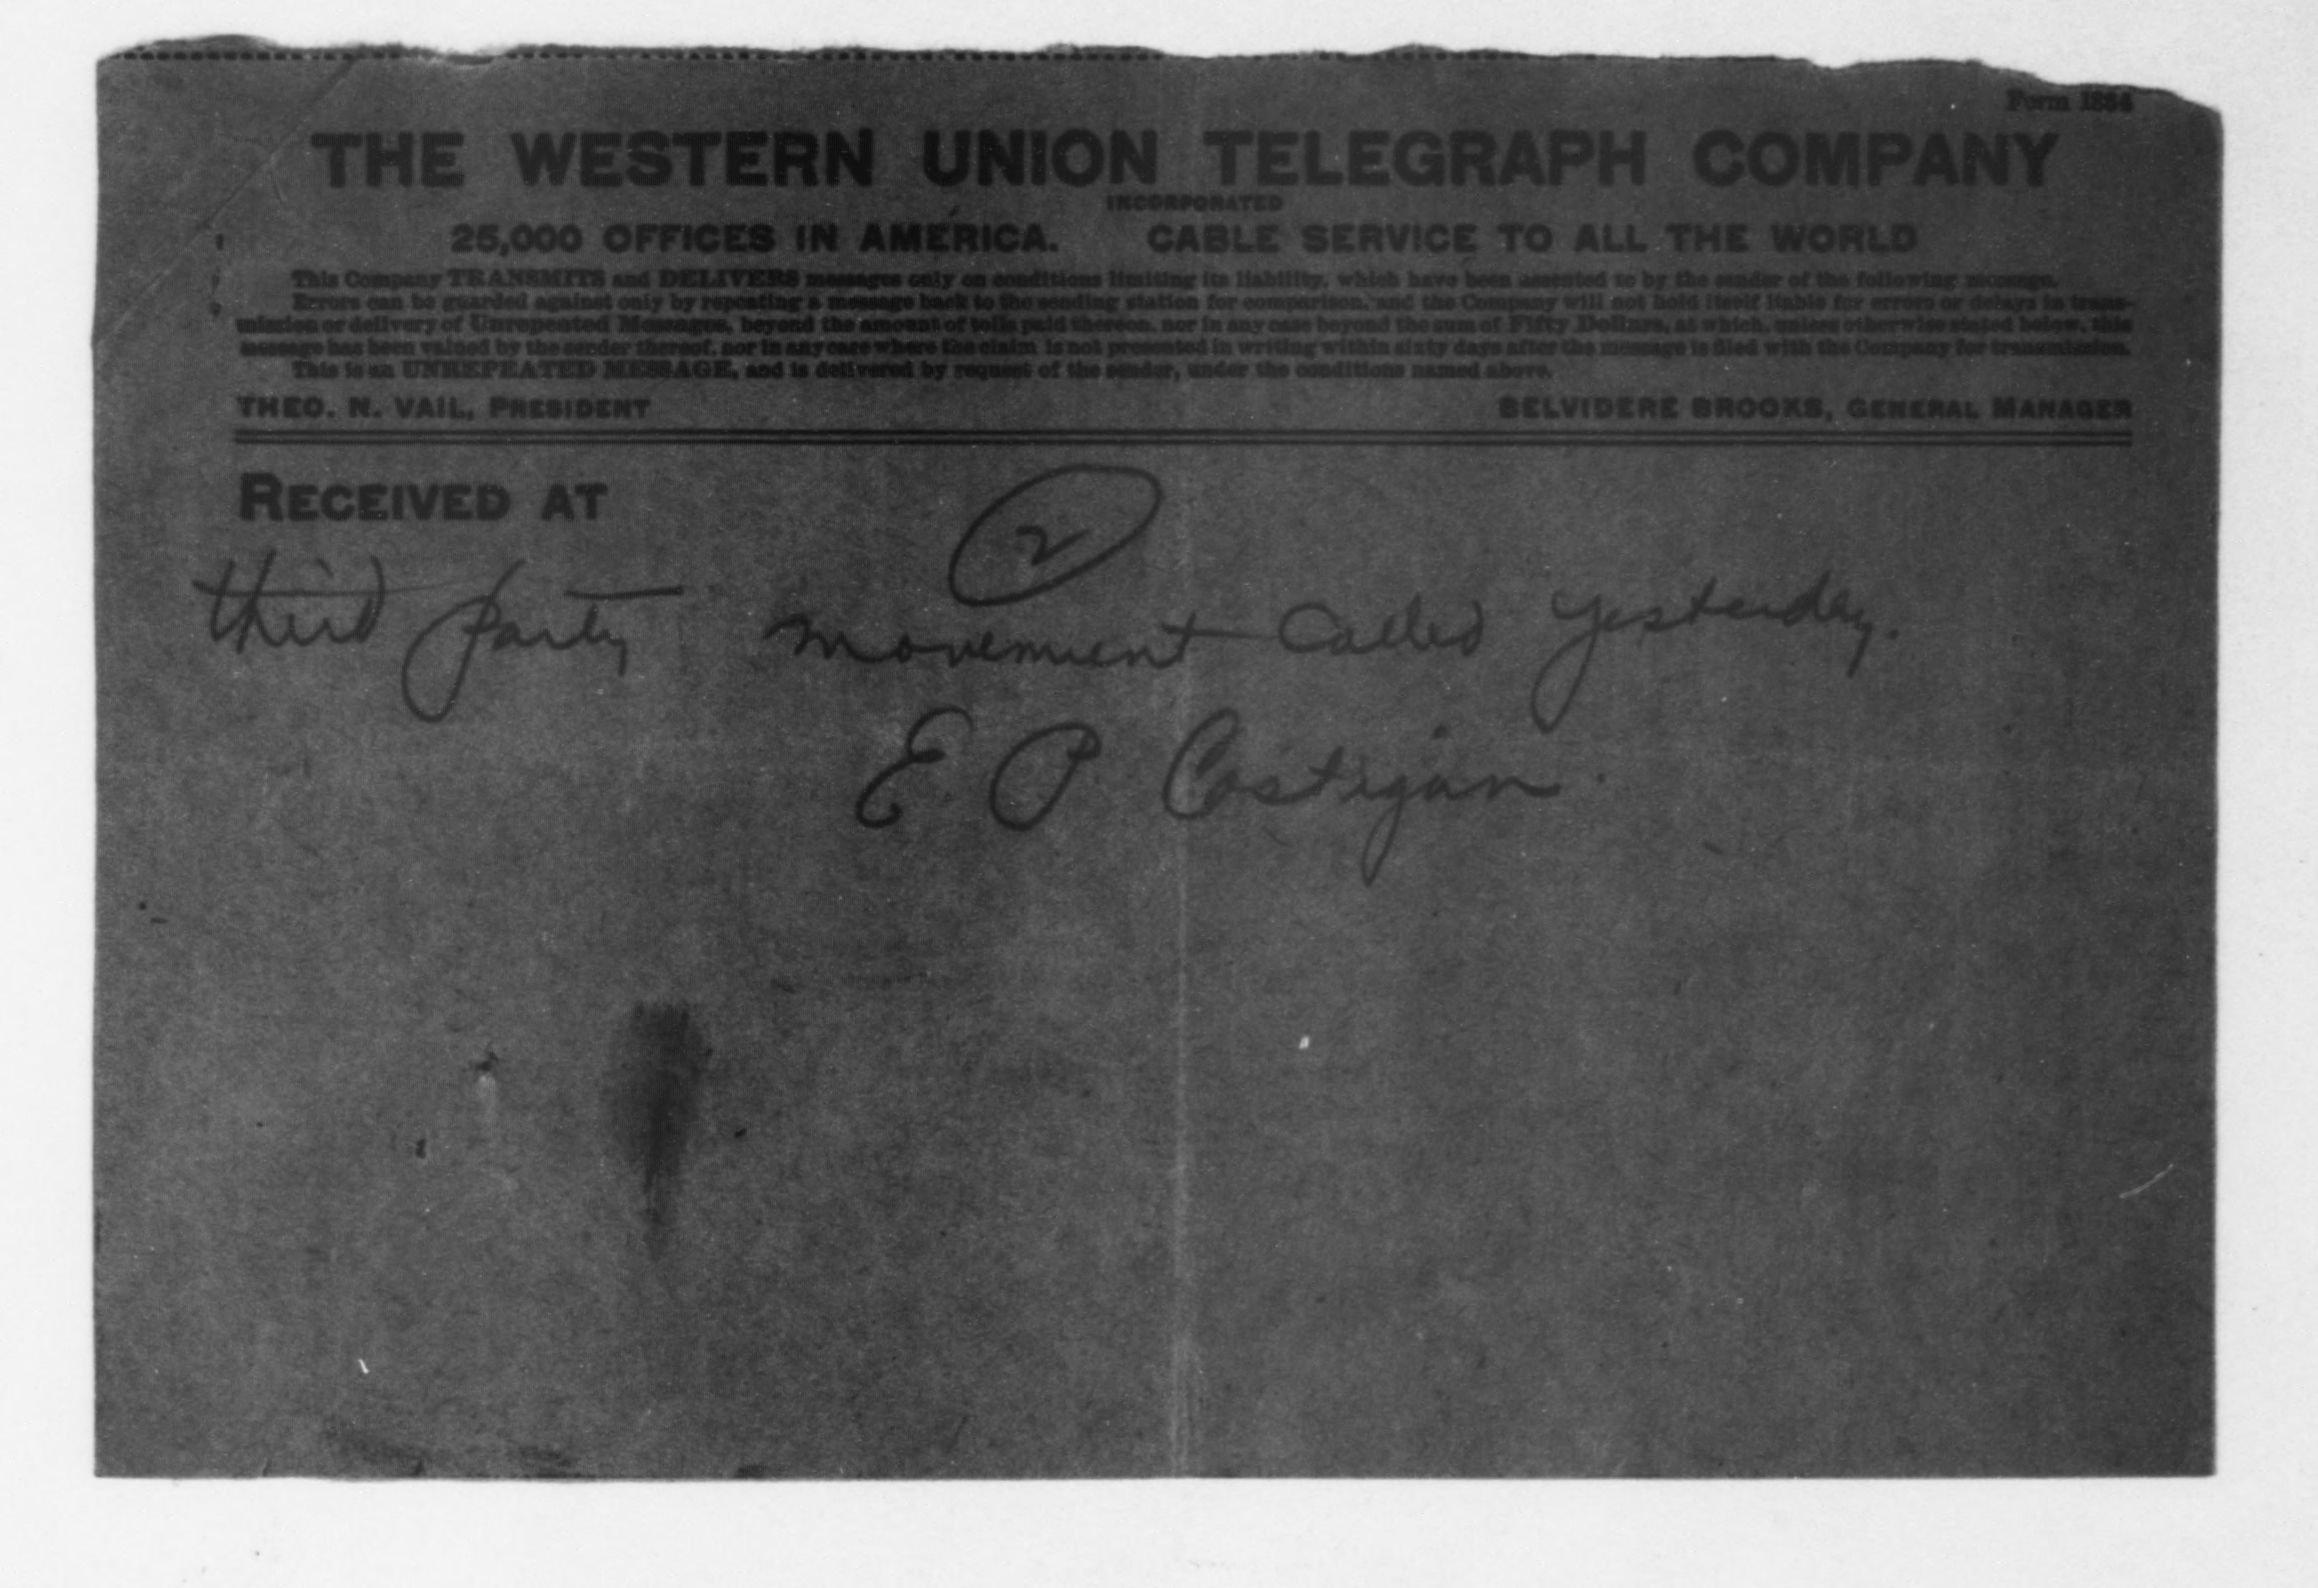 Form 1864
THE WESTERN UNION TELEGRAPH COMPANY
INCORPORATED
25,000 OFFICES IN AMERICA. CABLE SERVICE TO ALL THE WORLD
This Company TRANSMITS and DELIVERS messages only on conditions limiting its liability, which have been assented to by the sender of the following message.
Errors can be guarded against only by repeating a message back to the sending station for comparison, and the Company will not hold itself liable for errors or delays in trans-
mission or delivery of Unrepeated Messages, beyond the amount of tolls paid thereon, nor in any case beyond the sum of Fifty Dollars, at which, unless otherwise stated below, this
message has been valued by the sender thereof, nor in any case where the claim is not presented in writing within sixty days after the message is filed with the Company for transmission.
This is an UNREPEATED MESSAGE, and is delivered by request of the sender, under the conditions named above.
THEO. N. VAIL, PRESIDENT BELVIDERE BROOKS, GENERAL MANAGER
RECEIVED AT
2
third party movement called yesterday.
E. P. Costigan.